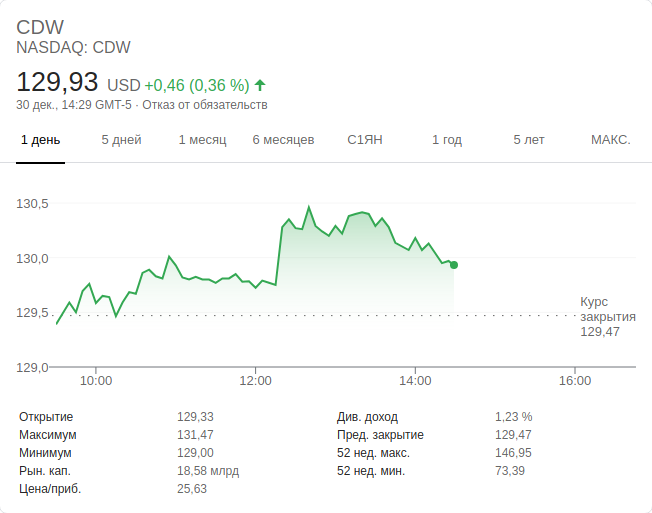 CDW
NASDAQ: CDW
129,93 USD +0,46 (0,36 %)
30 дек., 14:29 GMT-5 · Отказ от обязательств
1 день 5 дней 1 месяц 6 месяцев С1ЯН 1 год 5 лет МАКС.
130,5
130,0
129,5
Курс
закрытия
129,47
129,0
10:00 12:00 14:00 16:00
Открытие 129,33 Див. доход 1,23 %
Максимум 131,47 Пред. закрытие 129,47
Минимум 129,00 52 нед. макс. 146,95
Рын. кап. 18,58 млрд 52 нед. мин. 73,39
Цена/приб. 25,63